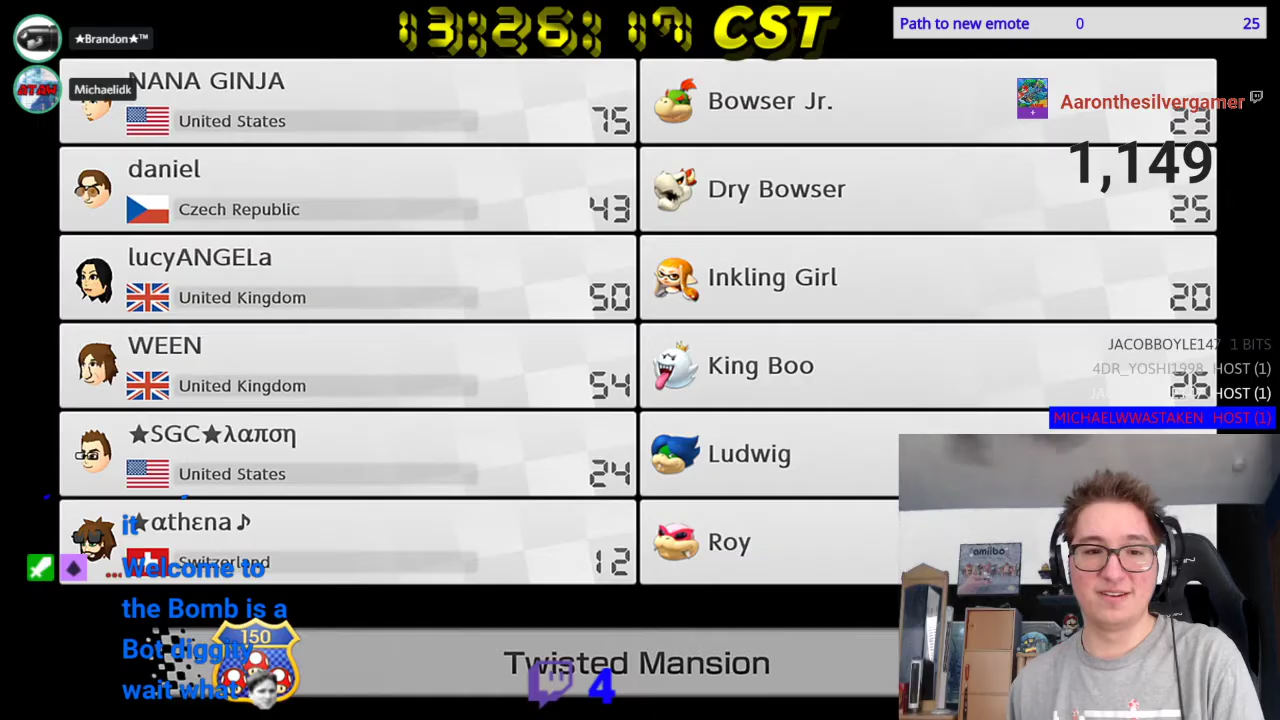 ★Brandon★™
13:26:17 CST
Path to new emote 0 25
Michaelidk
ATAW
NANA GINJA
United States
75
Bowser Jr.
23
Aaronthesilvergamer
1,149
daniel
Czech Republic
43
Dry Bowser
25
lucyANGELa
United Kingdom
50
Inkling Girl
20
WEEN
United Kingdom
54
King Boo
26
JACOBBOYLE147 1 BITS
4DR_YOSHI1998 HOST (1)
HOST (1)
MICHAELWWASTAKEN HOST (1)
★SGC★λαπση
United States
24
Ludwig
★αthεnα♪
Switzerland
12
Roy
amiibo
it
... Welcome to
the Bomb is a
Bot diggity
wait what
150
Twisted Mansion
4